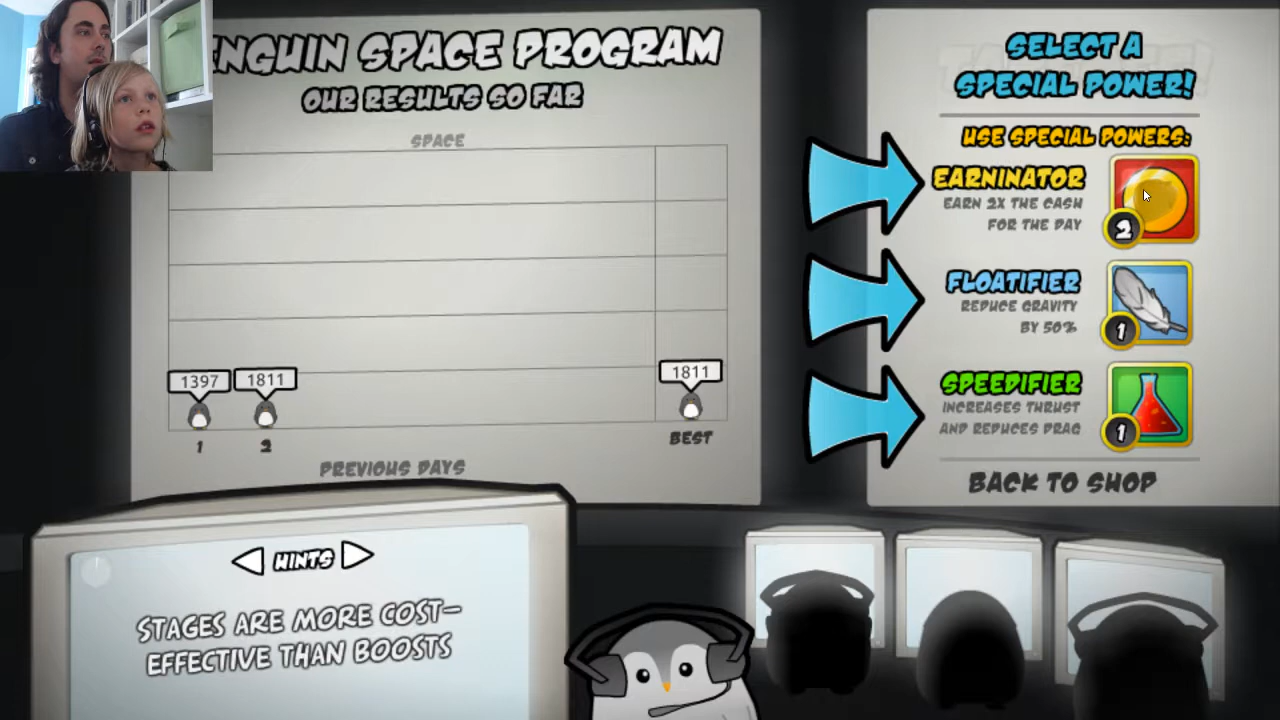 ENGUIN SPACE PROGRAM
OUR RESULTS SO FAR
SPACE
1397
1811
1811
1
2
BEST
PREVIOUS DAYS
SELECT A
SPECIAL POWER!
USE SPECIAL POWERS:
EARNINATOR
EARN 2X THE CASH
FOR THE DAY
2
FLOATIFIER
REDUCE GRAVITY
BY 50%
1
SPEEDIFIER
INCREASES THRUST
AND REDUCES DRAG
1
BACK TO SHOP
HINTS
STAGES ARE MORE COST-
EFFECTIVE THAN BOOSTS